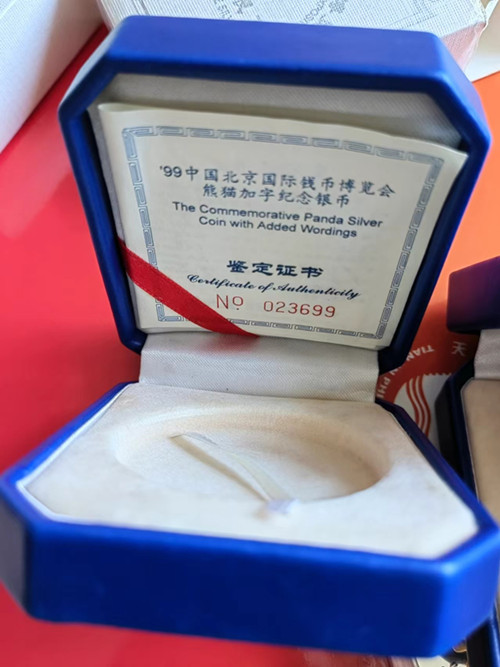 '99中国北京国际钱币博览会
熊猫加字纪念银币
The Commemorative Panda Silver
Coin with Added Wordings
鉴定证书
Certificate of Authenticity
No 023699
天